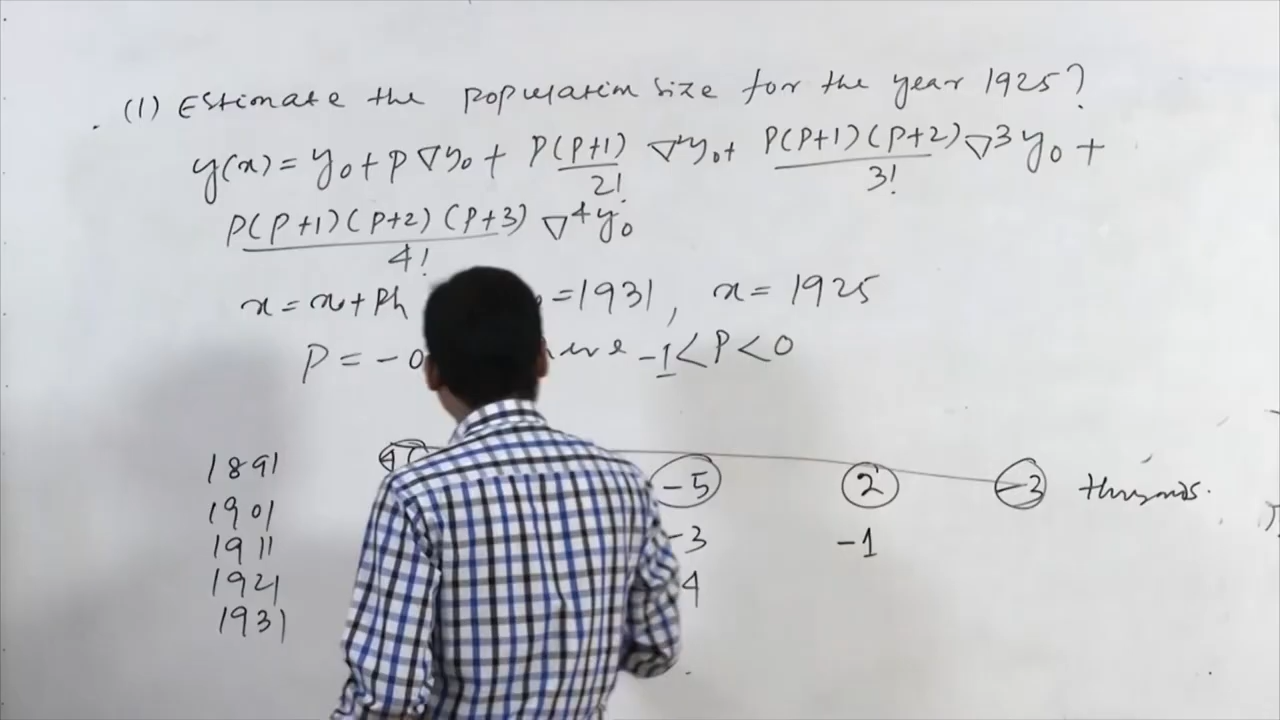 (1) Estimate the population size for the year 1925?
y(x) = y₀ + P ∇y₀ + P(P+1)/2! ∇²y₀ + P(P+1)(P+2)/3! ∇3 y₀ +
P(P+1)(P+2)(P+3)/4! ∇⁴y₀
x = x₀ + Ph =1931, x = 1925
P = -0 -1<P<0
1891 -5 2 -3 thousands.
1901
1911 -3 -1
1921 4
1931